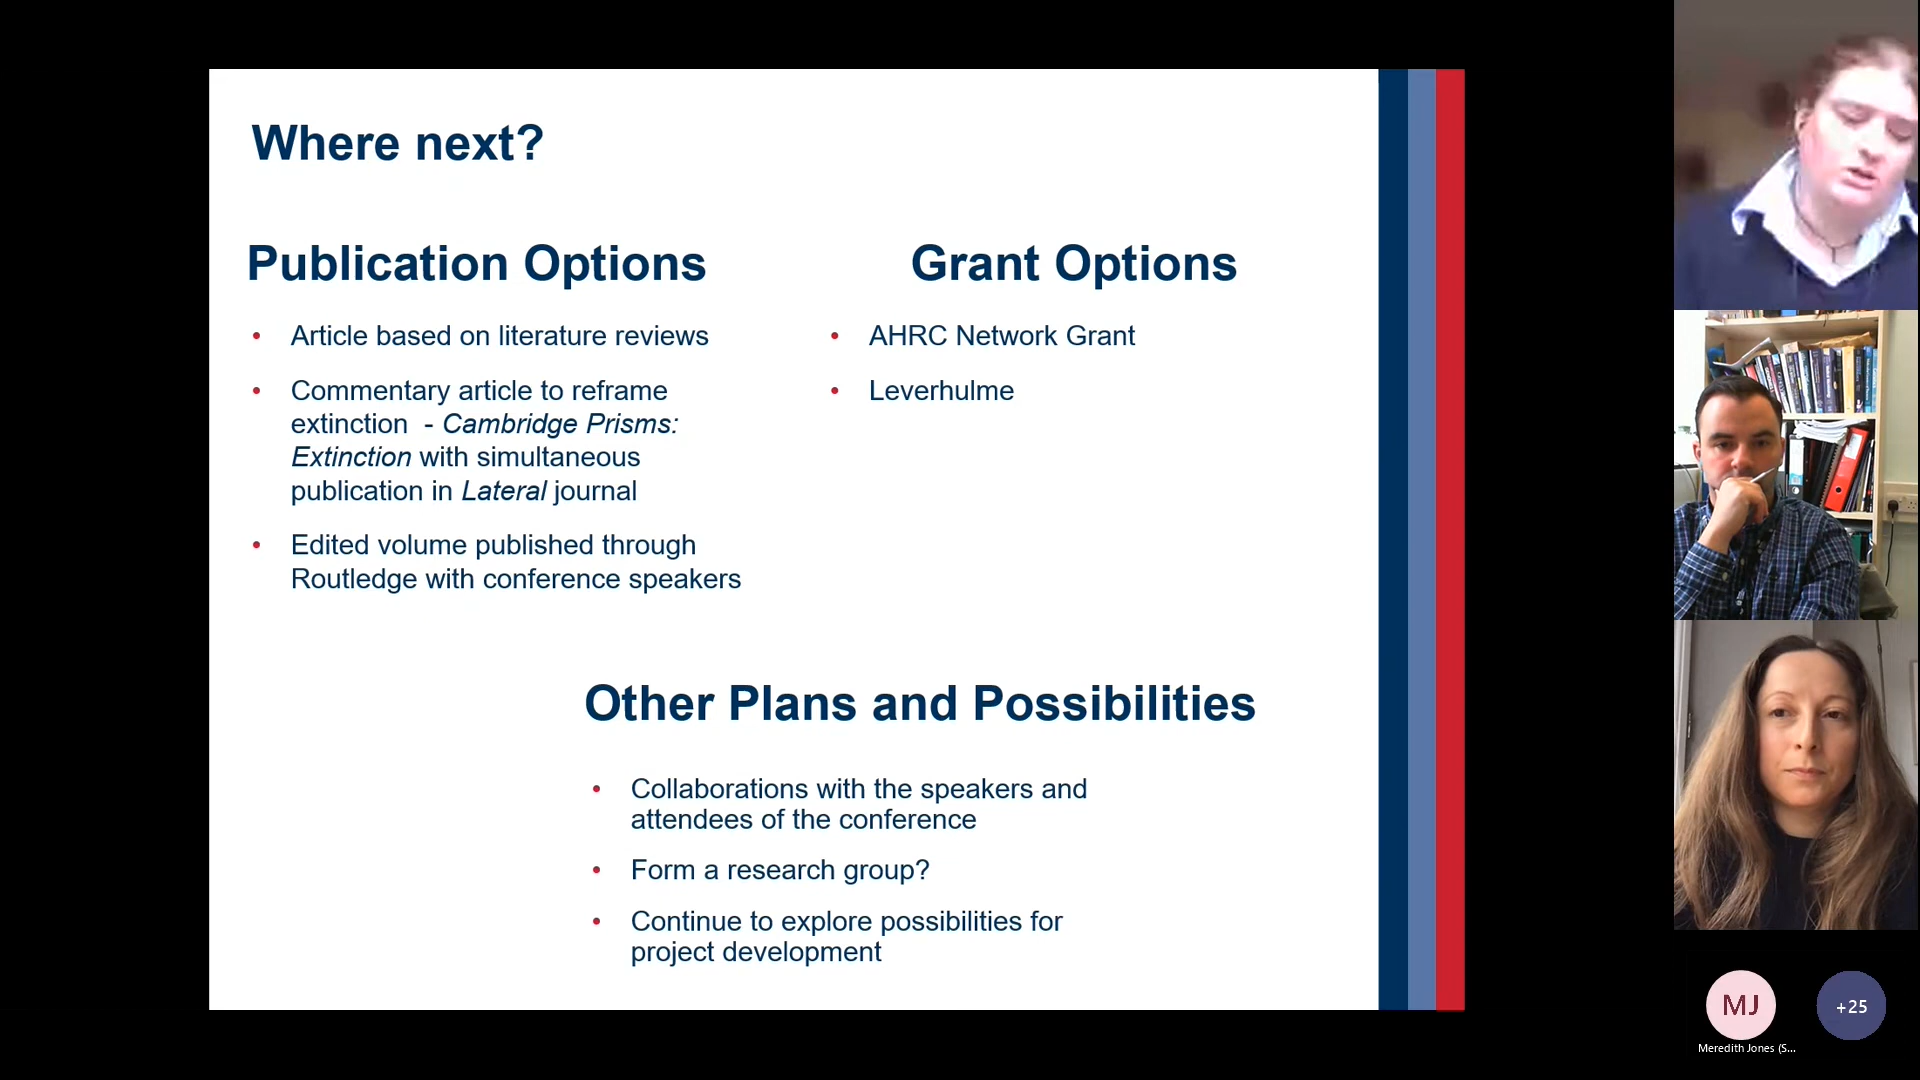 Where next?
Publication Options
• Article based on literature reviews
• Commentary article to reframe
extinction - Cambridge Prisms:
Extinction with simultaneous
publication in Lateral journal
• Edited volume published through
Routledge with conference speakers
Grant Options
• AHRC Network Grant
• Leverhulme
Other Plans and Possibilities
• Collaborations with the speakers and
attendees of the conference
• Form a research group?
• Continue to explore possibilities for
project development
MJ
+25
Meredith Jones (S...